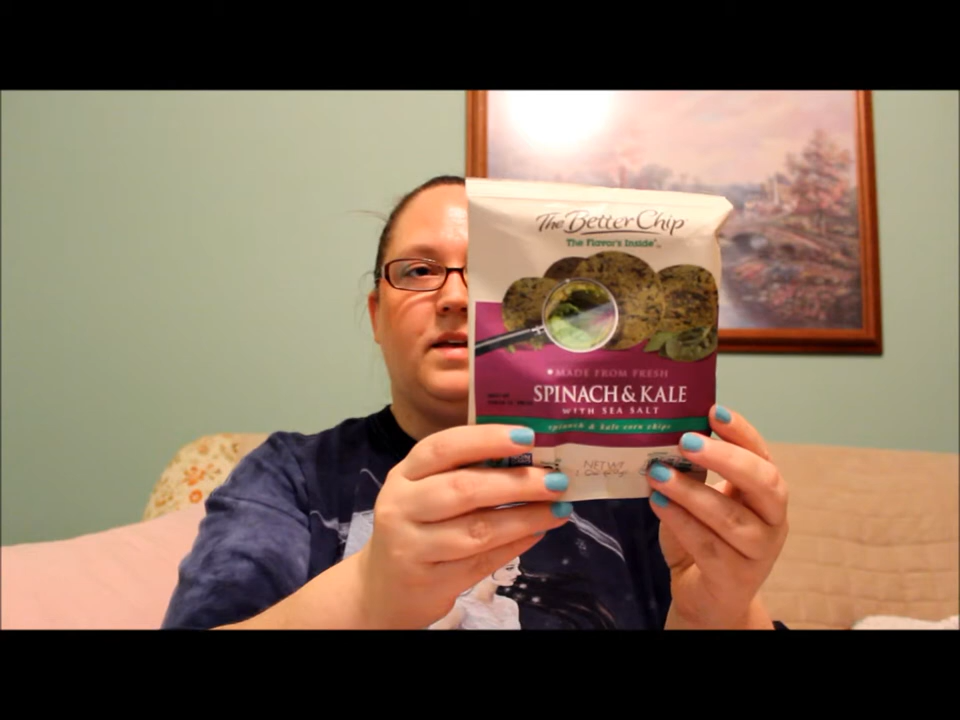 The Better Chip
The Flavor's Inside
MADE FROM FRESH
SPINACH & KALE
WITH SEA SALT
spinach & kale corn chips
NET WT